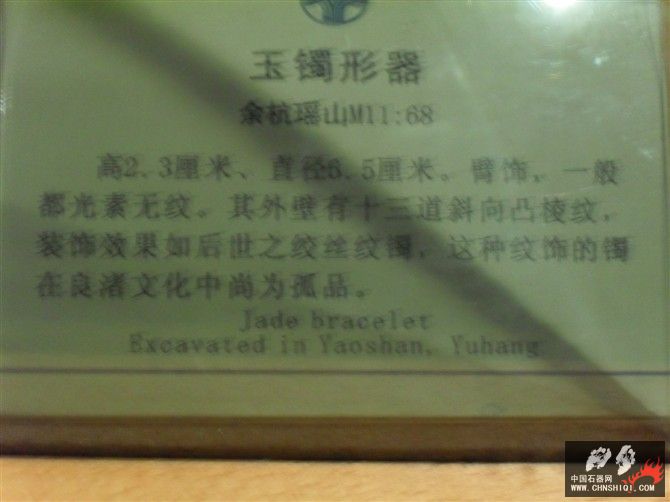 玉镯形器
余杭瑶山M11:68
高2.3厘米、直径6.5厘米。臂饰，一般
都光素无纹。其外壁有十三道斜向凸棱纹，
装饰效果如后世之绞丝纹镯，这种纹饰的镯
在良渚文化中尚为孤品。
Jade bracelet
Excavated in Yaoshan, Yuhang
中国石器网
WWW.CHNSHIQI.COM